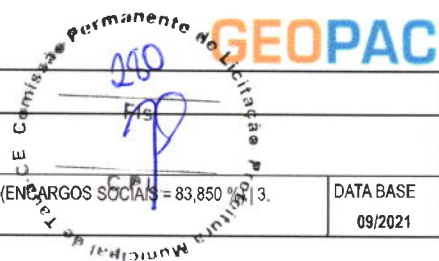 GEOPAC
Comissão Permanente de Licitação
280
Fls
C.P.L
(ENCARGOS SOCIAIS = 83,850 %) | 3.
DATA BASE
09/2021
Prefeitura Municipal de Tauá-CE